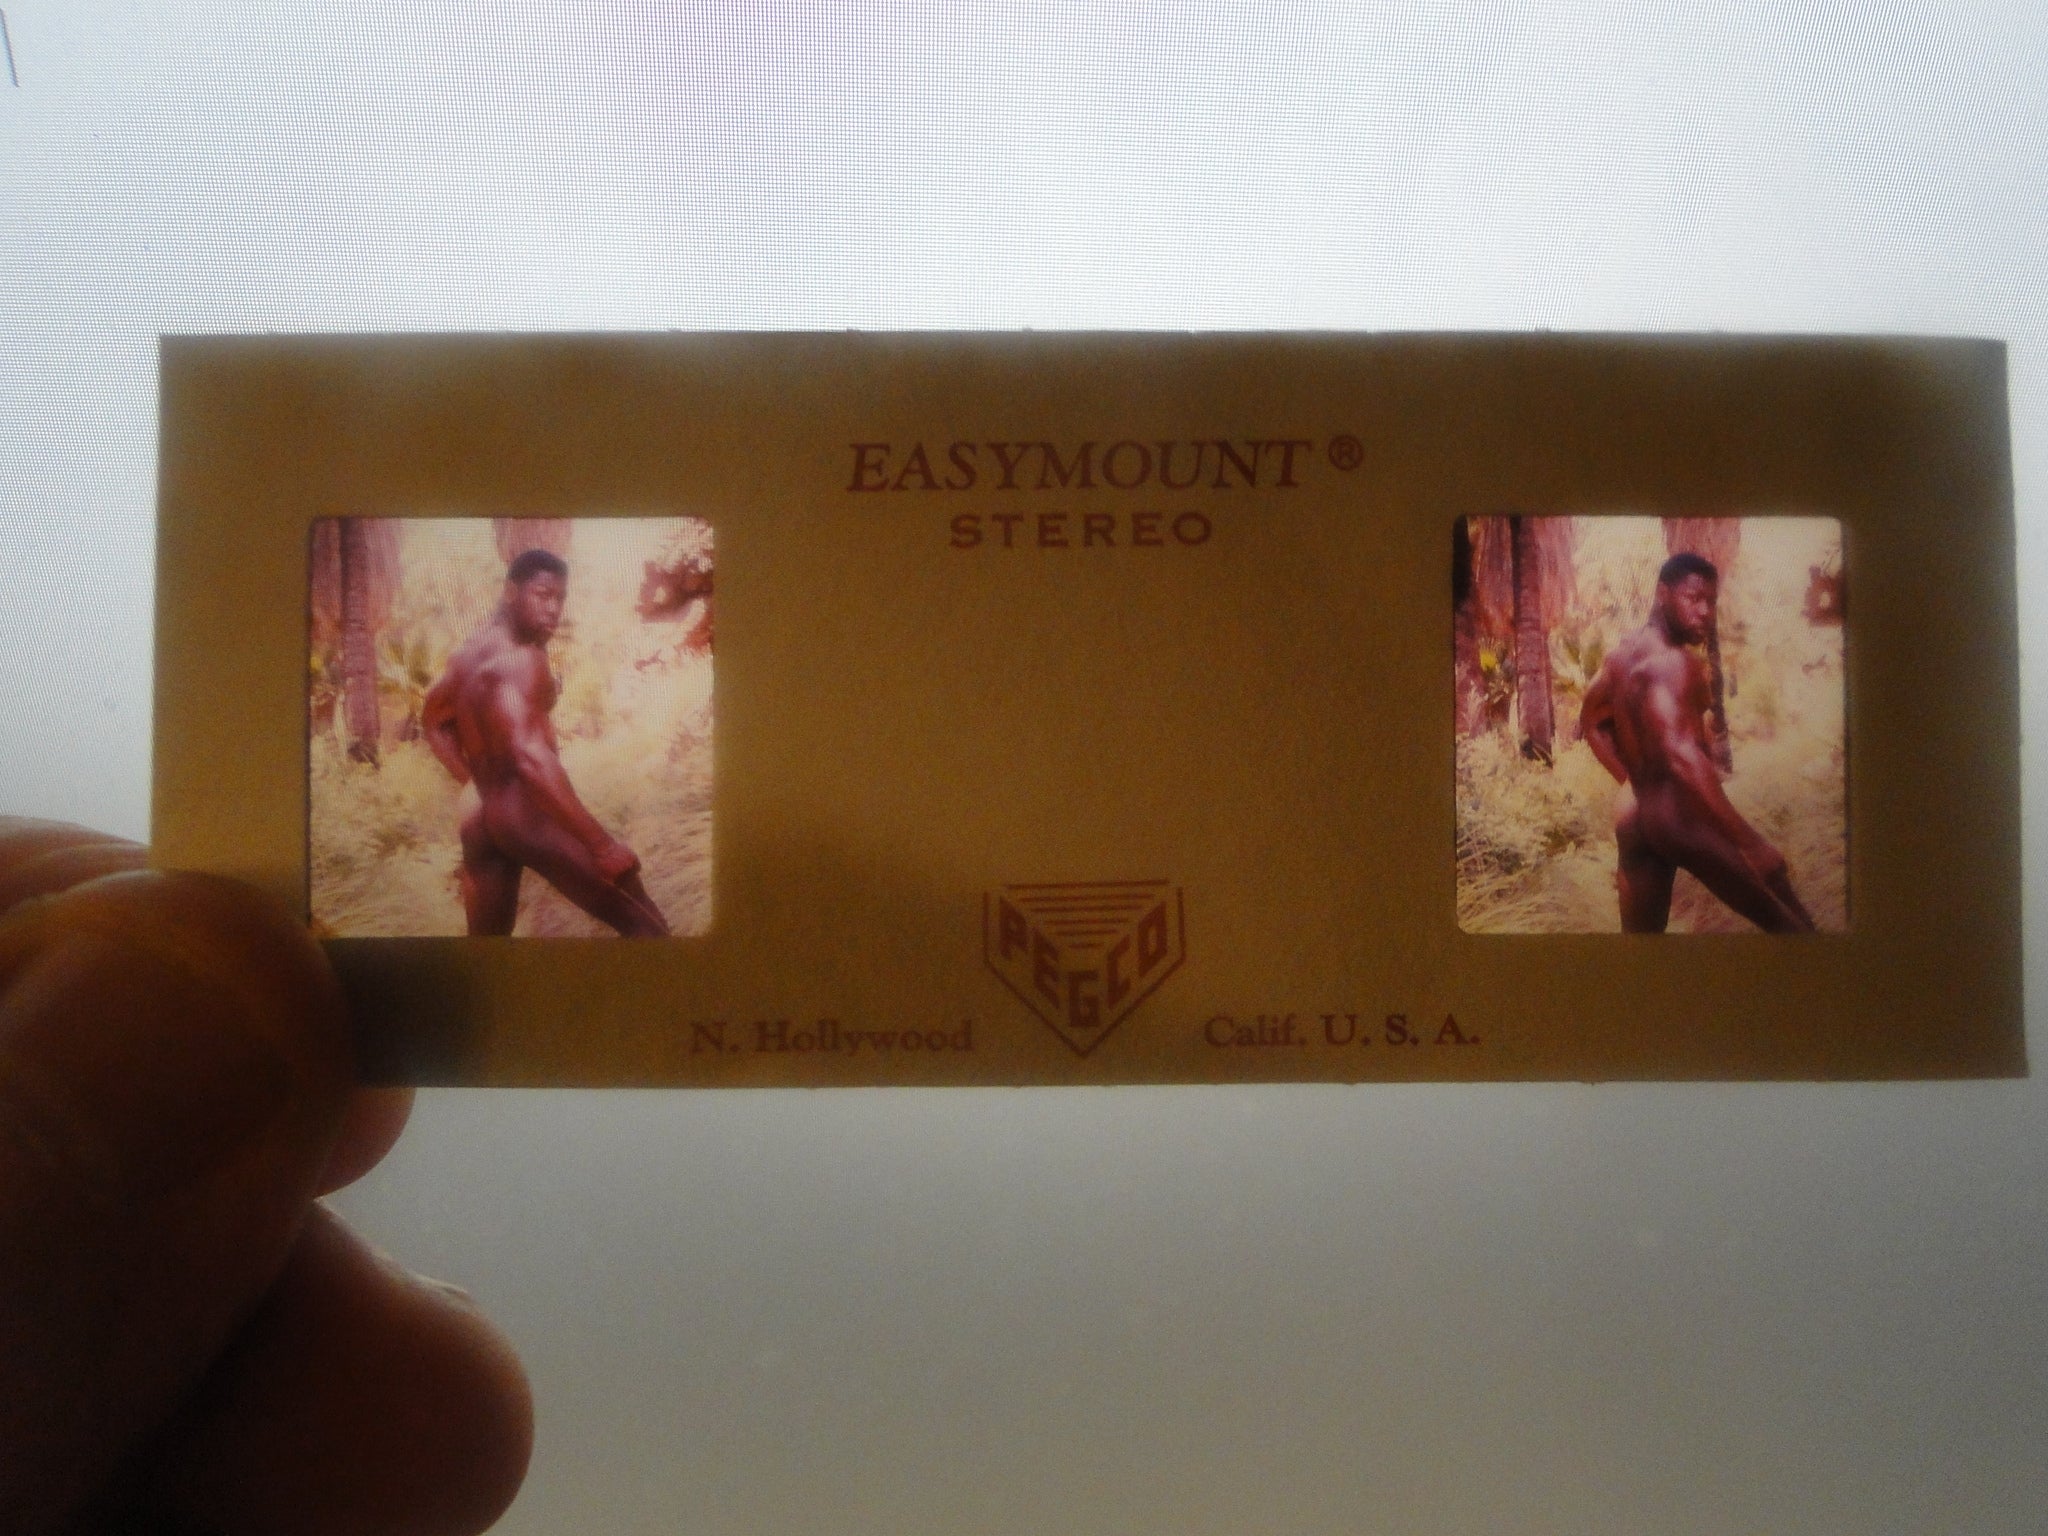 EASYMOUNT ®
STEREO
PEGCO
N. Hollywood Calif. U. S. A.